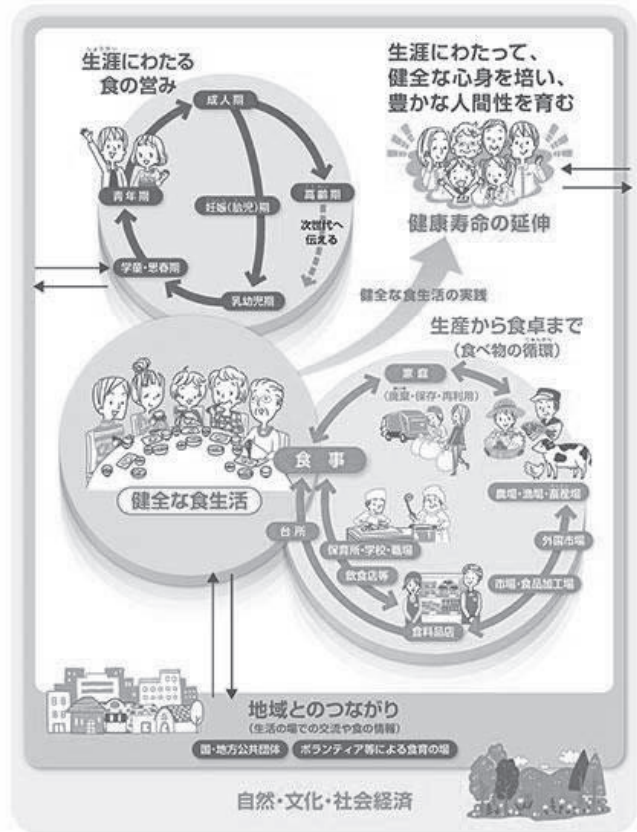 しょうがい
生涯にわたる
食の営み
成人期
青年期
妊娠(胎児)期
高齢期
次世代へ
伝える
学童・思春期
乳幼児期
生涯にわたって、
健全な心身を培い、
豊かな人間性を育む
健康寿命の延伸
健全な食生活の実践
生産から食卓まで
(食べ物の循環)
じゅんかん
家庭
(廃棄・保存・再利用)
食事
健全な食生活
農場・漁場・畜産場
台所
保育所・学校・職場
外国市場
飲食店等
市場・食品加工場
食料品店
地域とのつながり
(生活の場での交流や食の情報)
国・地方公共団体
ボランティア等による食育の場
自然・文化・社会経済